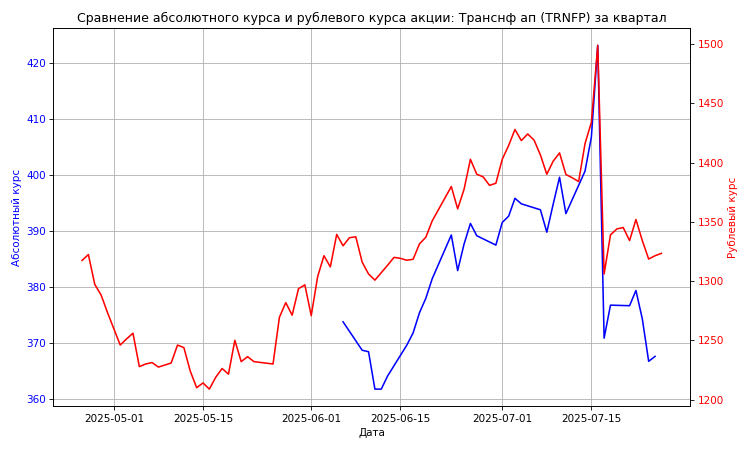 Сравнение абсолютного курса и рублевого курса акции: Транснф ап (TRNFP) за квартал
420
410
400
390
380
370
360
Абсолютный курс
1500
1450
1400
1350
1300
1250
1200
Рублевый курс
2025-05-01 2025-05-15 2025-06-01 2025-06-15 2025-07-01 2025-07-15
Дата